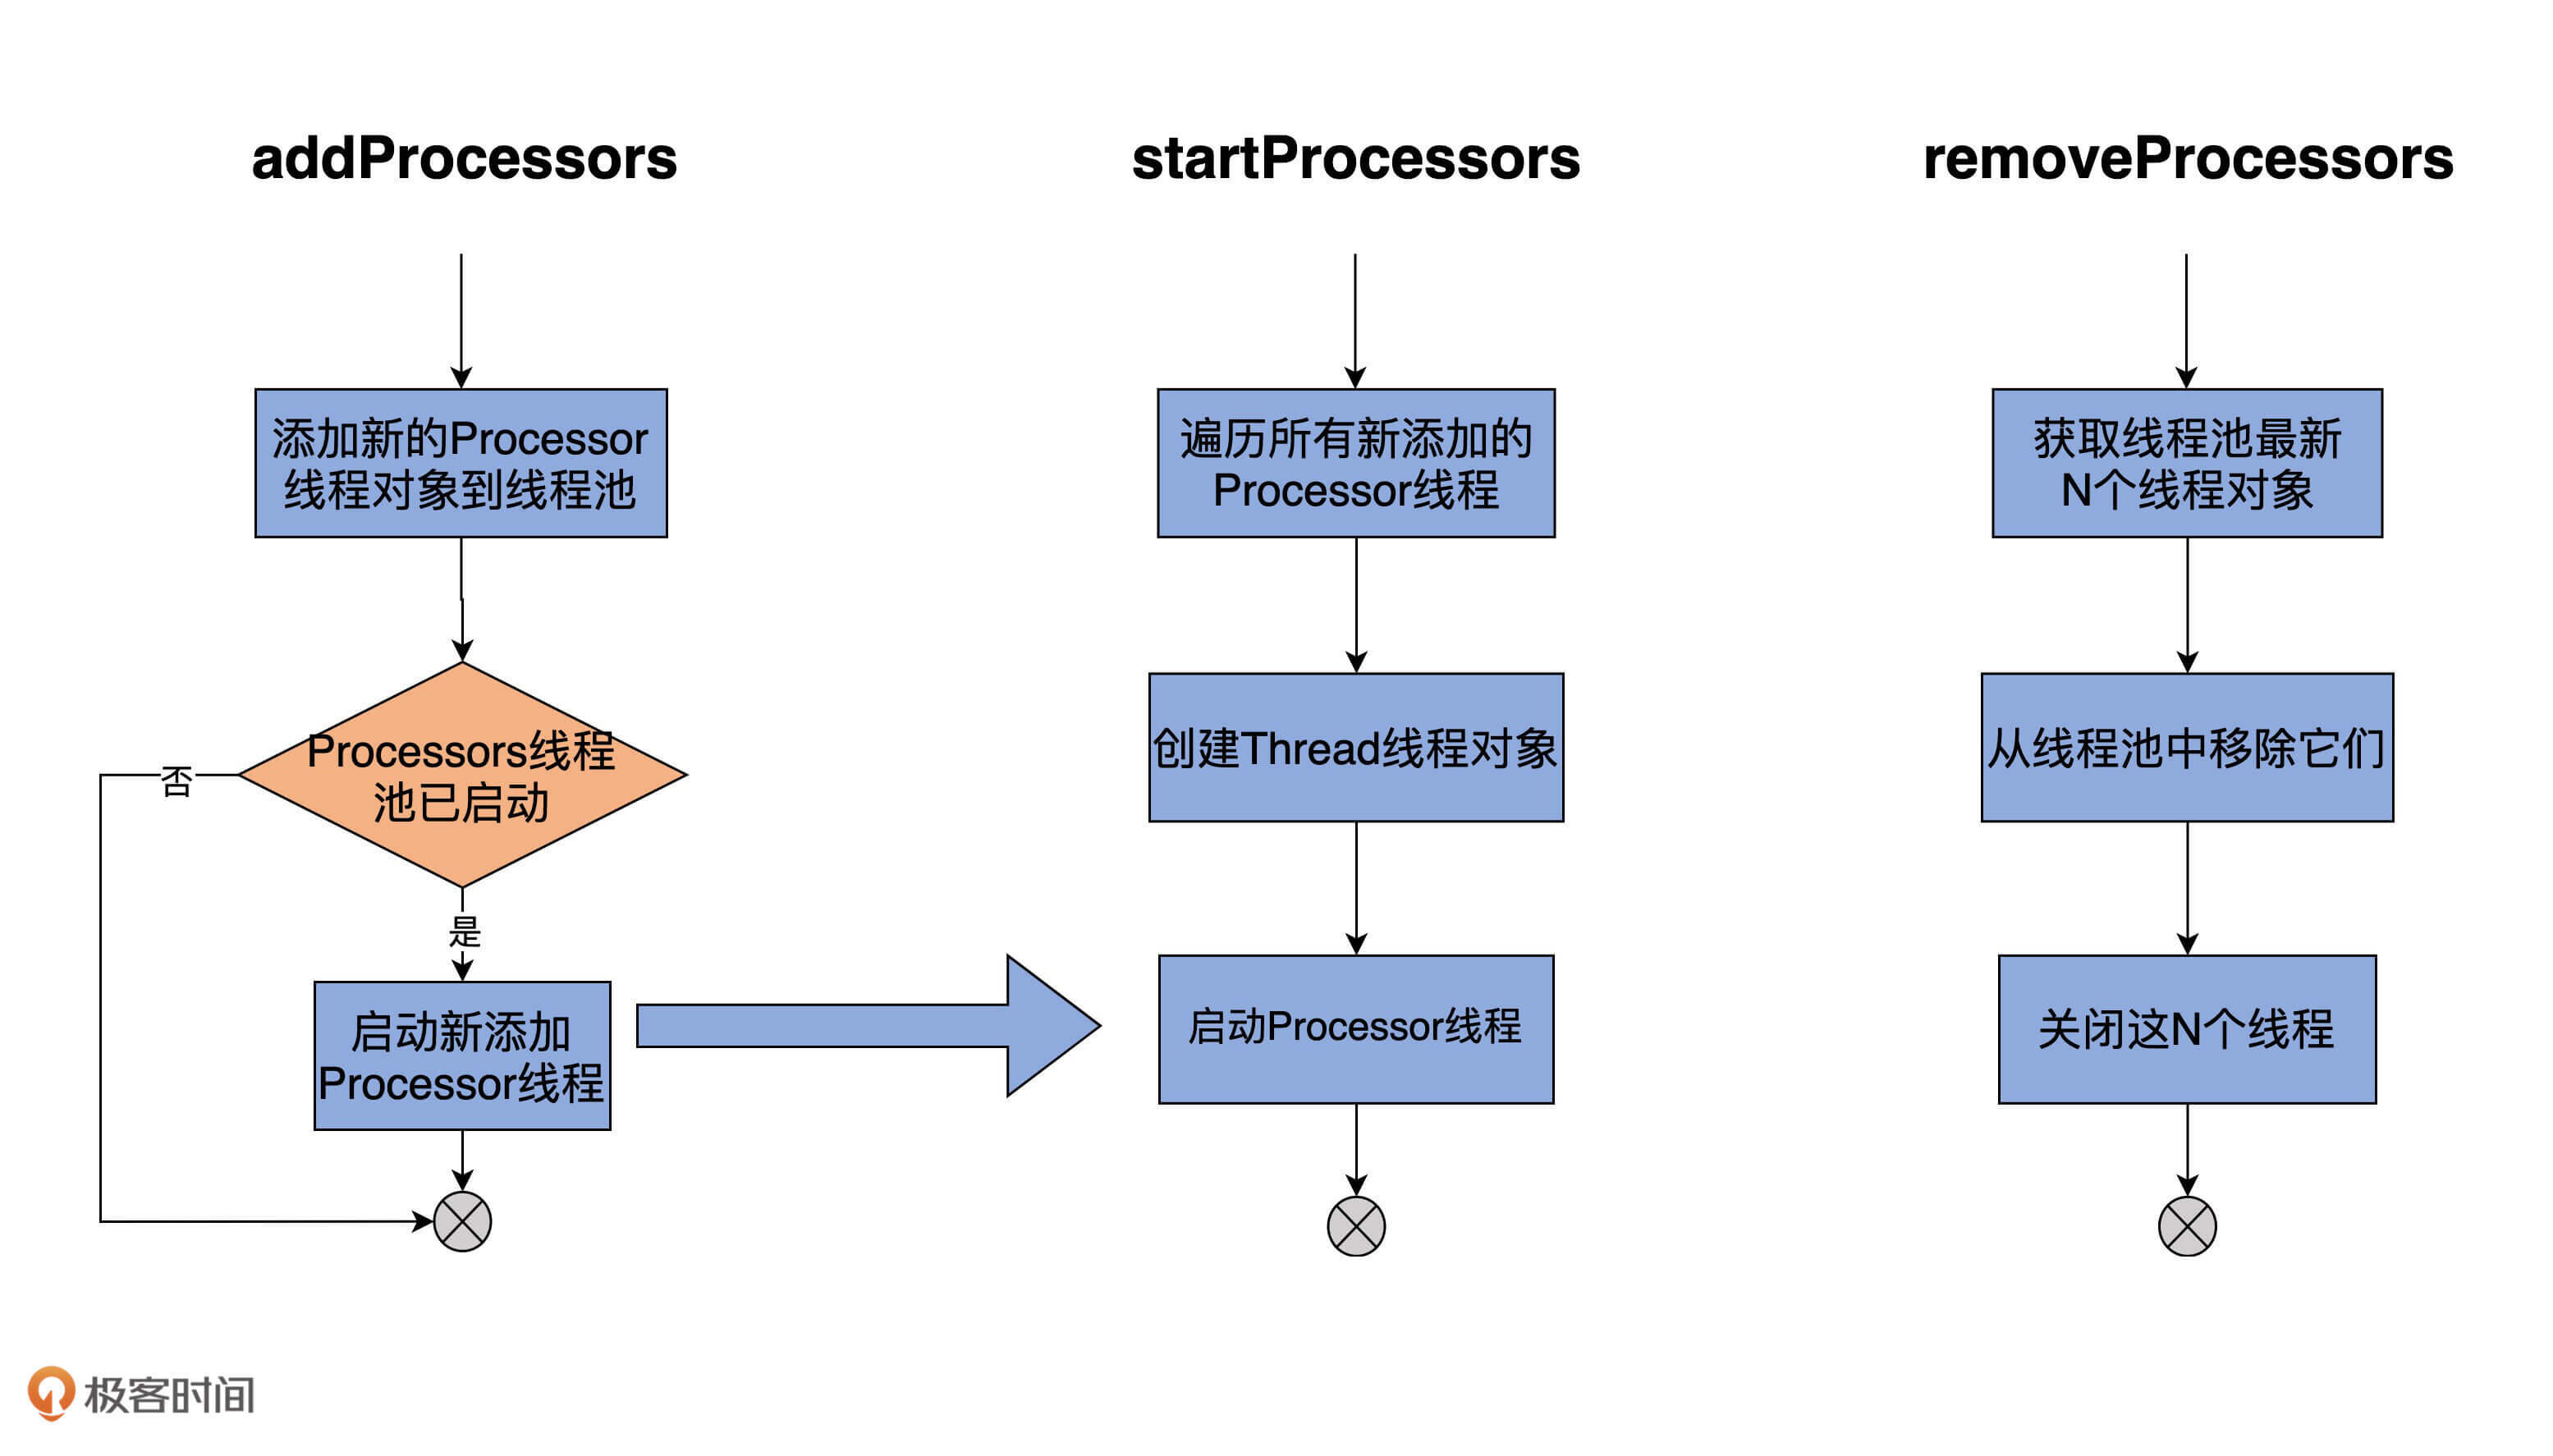 addProcessors
添加新的Processor
线程对象到线程池
Processors线程
池已启动
否
是
启动新添加
Processor线程
startProcessors
遍历所有新添加的
Processor线程
创建Thread线程对象
启动Processor线程
removeProcessors
获取线程池最新
N个线程对象
从线程池中移除它们
关闭这N个线程
极客时间